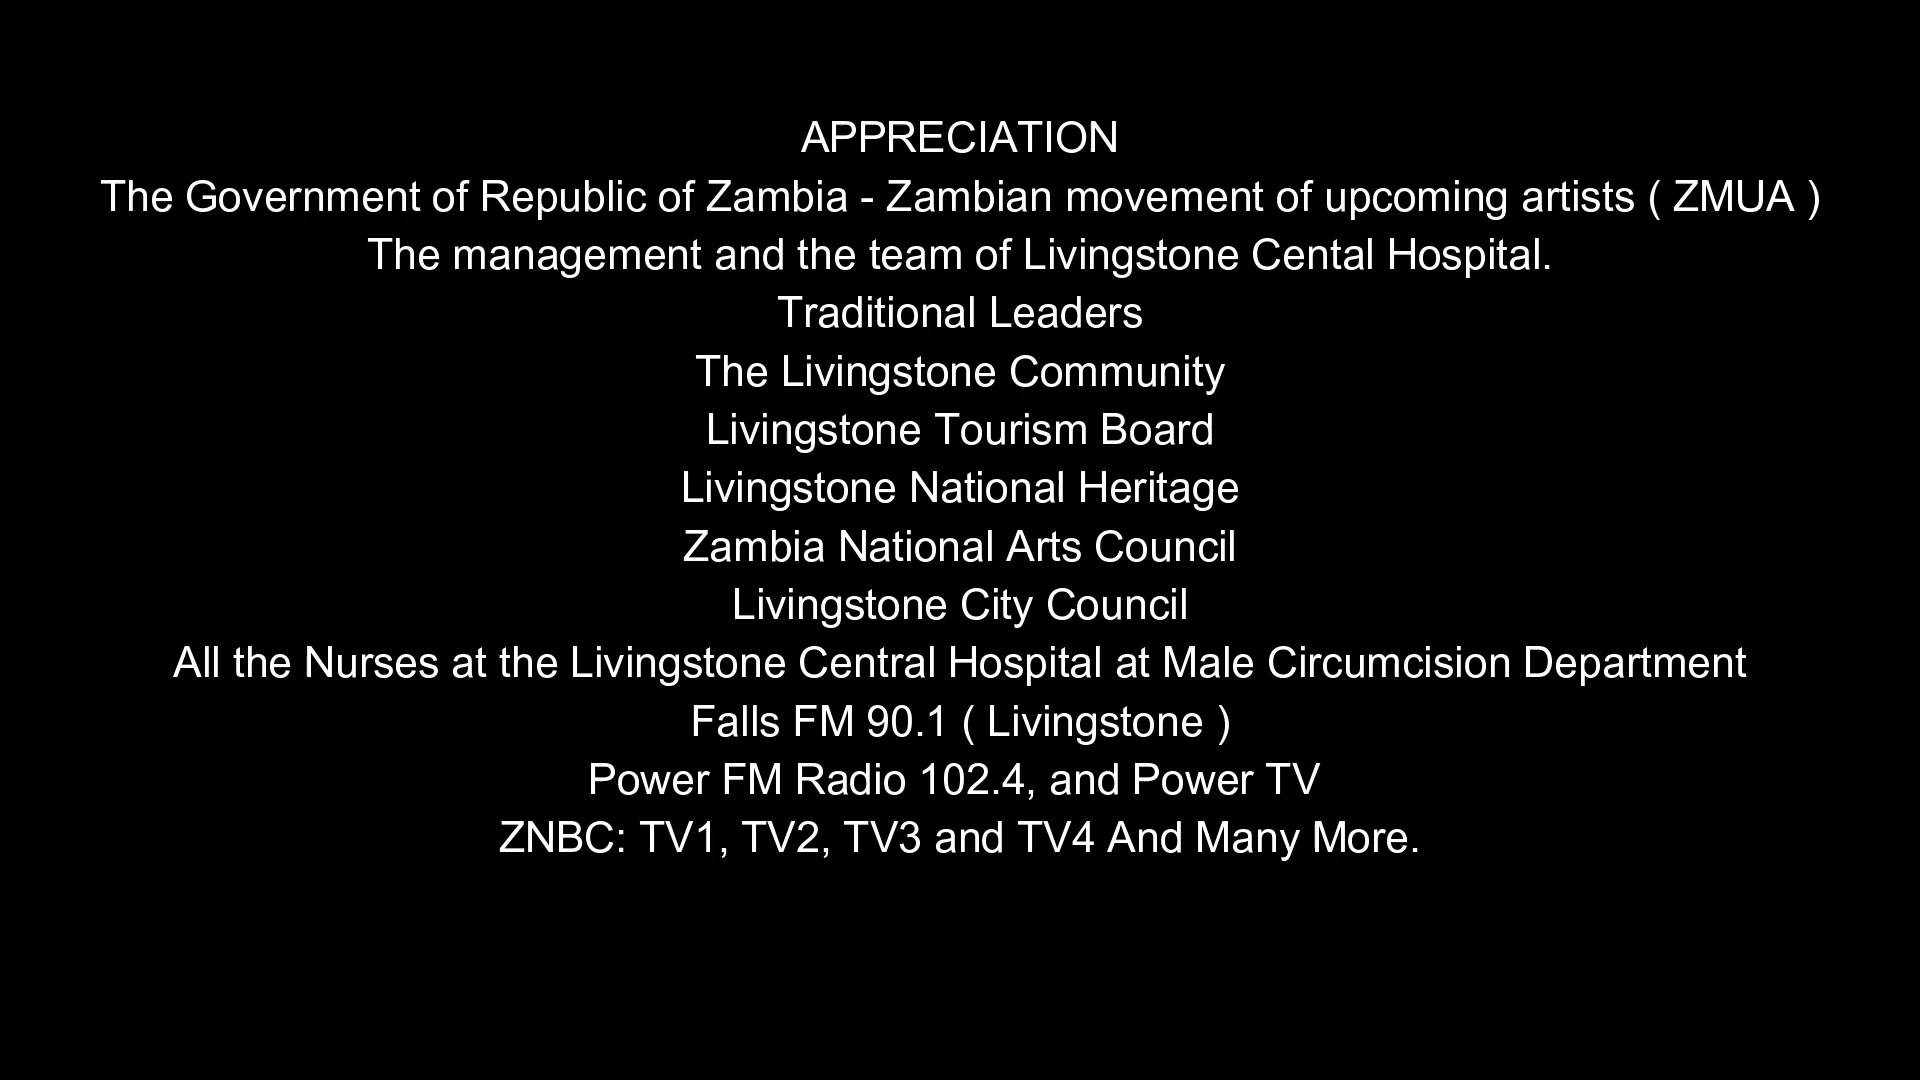 APPRECIATION
The Government of Republic of Zambia - Zambian movement of upcoming artists ( ZMUA )
The management and the team of Livingstone Cental Hospital.
Traditional Leaders
The Livingstone Community
Livingstone Tourism Board
Livingstone National Heritage
Zambia National Arts Council
Livingstone City Council
All the Nurses at the Livingstone Central Hospital at Male Circumcision Department
Falls FM 90.1 ( Livingstone )
Power FM Radio 102.4, and Power TV
ZNBC: TV1, TV2, TV3 and TV4 And Many More.